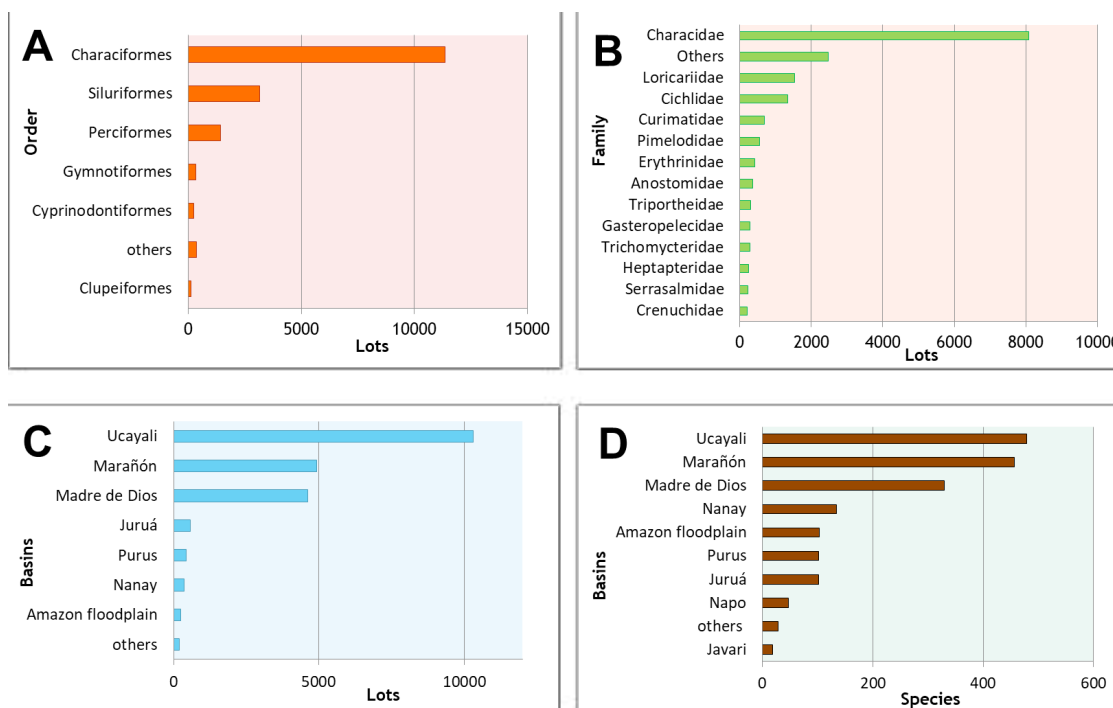 A
Order
Characiformes
Siluriformes
Perciformes
Gymnotiformes
Cyprinodontiformes
others
Clupeiformes
0 5000 10000 15000
Lots
B
Family
Characidae
Others
Loricariidae
Cichlidae
Curimatidae
Pimelodidae
Erythrinidae
Anostomidae
Triportheidae
Gasteropelecidae
Trichomycteridae
Heptapteridae
Serrasalmidae
Crenuchidae
0 2000 4000 6000 8000 10000
Lots
C
Basins
Ucayali
Marañón
Madre de Dios
Juruá
Purus
Nanay
Amazon floodplain
others
0 5000 10000
Lots
D
Basins
Ucayali
Marañón
Madre de Dios
Nanay
Amazon floodplain
Purus
Juruá
Napo
others
Javari
0 200 400 600
Species